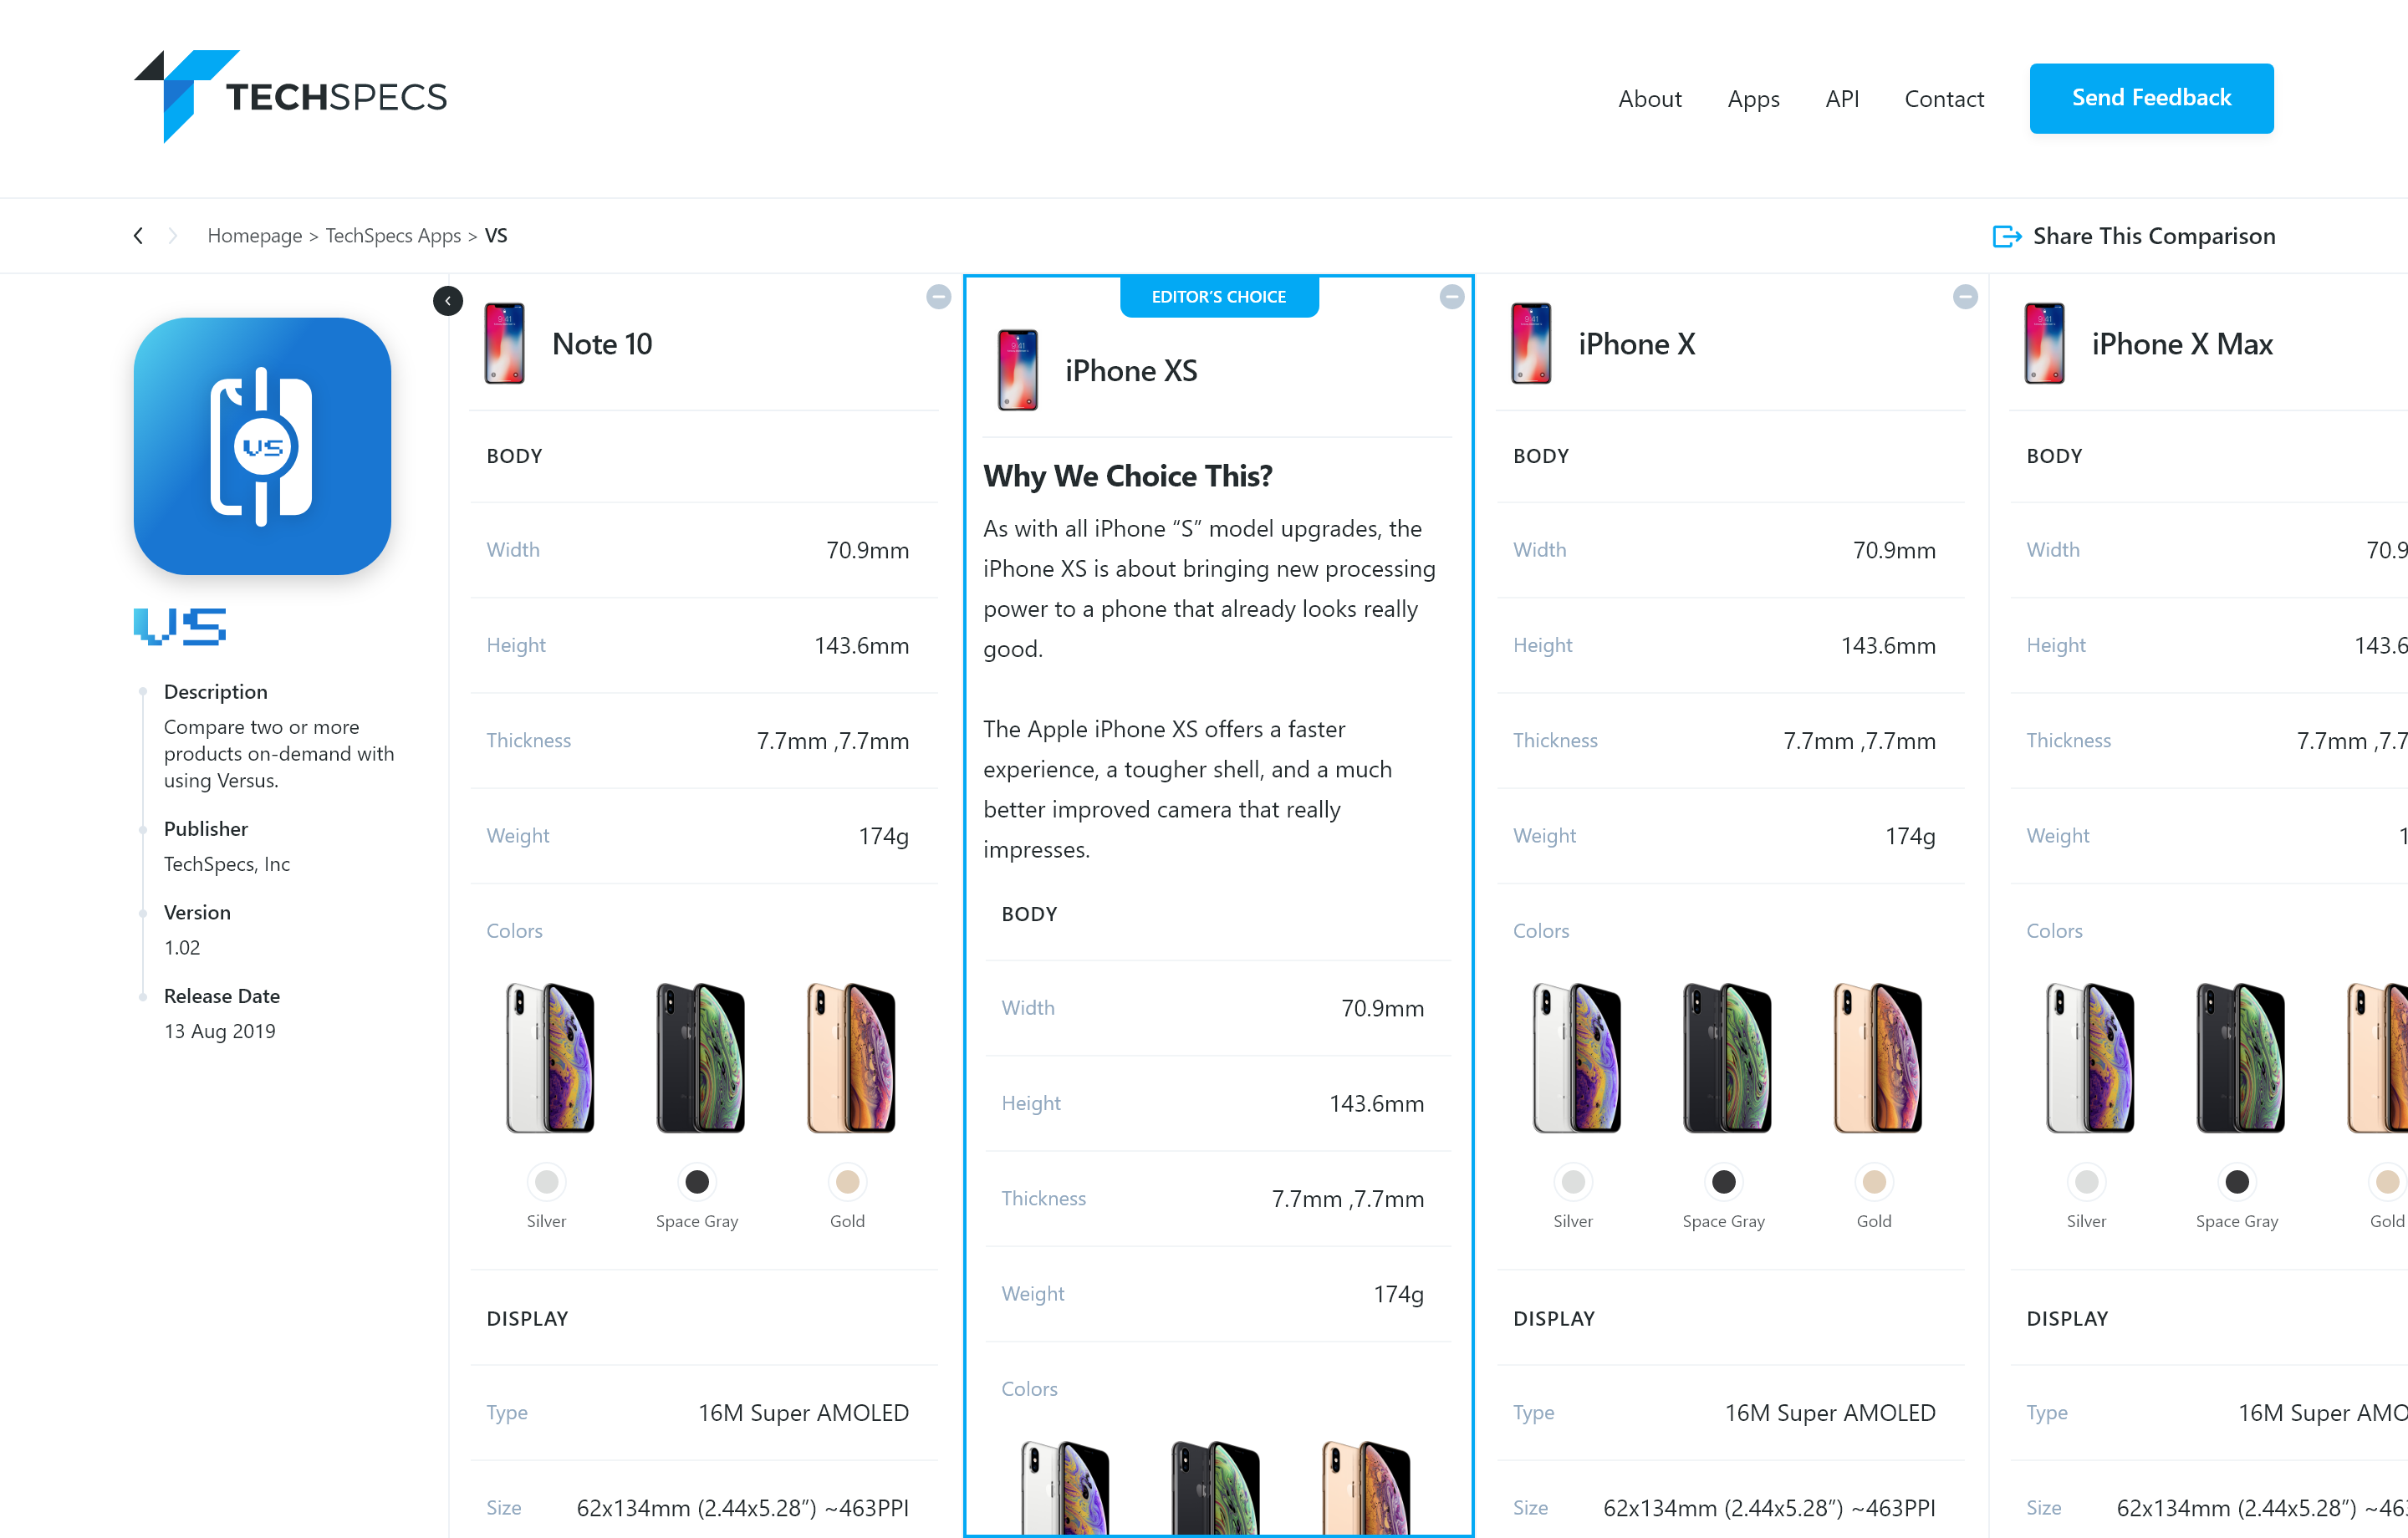 TECHSPECS
About
Apps
API
Contact
Send Feedback
Homepage > TechSpecs Apps > VS
Share This Comparison
VS
VS
Description
Compare two or more
products on-demand with
using Versus.
Publisher
TechSpecs, Inc
Version
1.02
Release Date
13 Aug 2019
Note 10
BODY
Width 70.9mm
Height 143.6mm
Thickness 7.7mm ,7.7mm
Weight 174g
Colors
Silver
Space Gray
Gold
DISPLAY
Type 16M Super AMOLED
Size 62x134mm (2.44x5.28”) ~463PPI
EDITOR’S CHOICE
iPhone XS
Why We Choice This?
As with all iPhone “S” model upgrades, the
iPhone XS is about bringing new processing
power to a phone that already looks really
good.
The Apple iPhone XS offers a faster
experience, a tougher shell, and a much
better improved camera that really
impresses.
BODY
Width 70.9mm
Height 143.6mm
Thickness 7.7mm ,7.7mm
Weight 174g
Colors
iPhone X
BODY
Width 70.9mm
Height 143.6mm
Thickness 7.7mm ,7.7mm
Weight 174g
Colors
Silver
Space Gray
Gold
DISPLAY
Type 16M Super AMOLED
Size 62x134mm (2.44x5.28”) ~463PPI
iPhone X Max
BODY
Width 70.9
Height 143.6
Thickness 7.7mm ,7.7
Weight 1
Colors
Silver
Space Gray
Gold
DISPLAY
Type 16M Super AMO
Size 62x134mm (2.44x5.28”) ~46